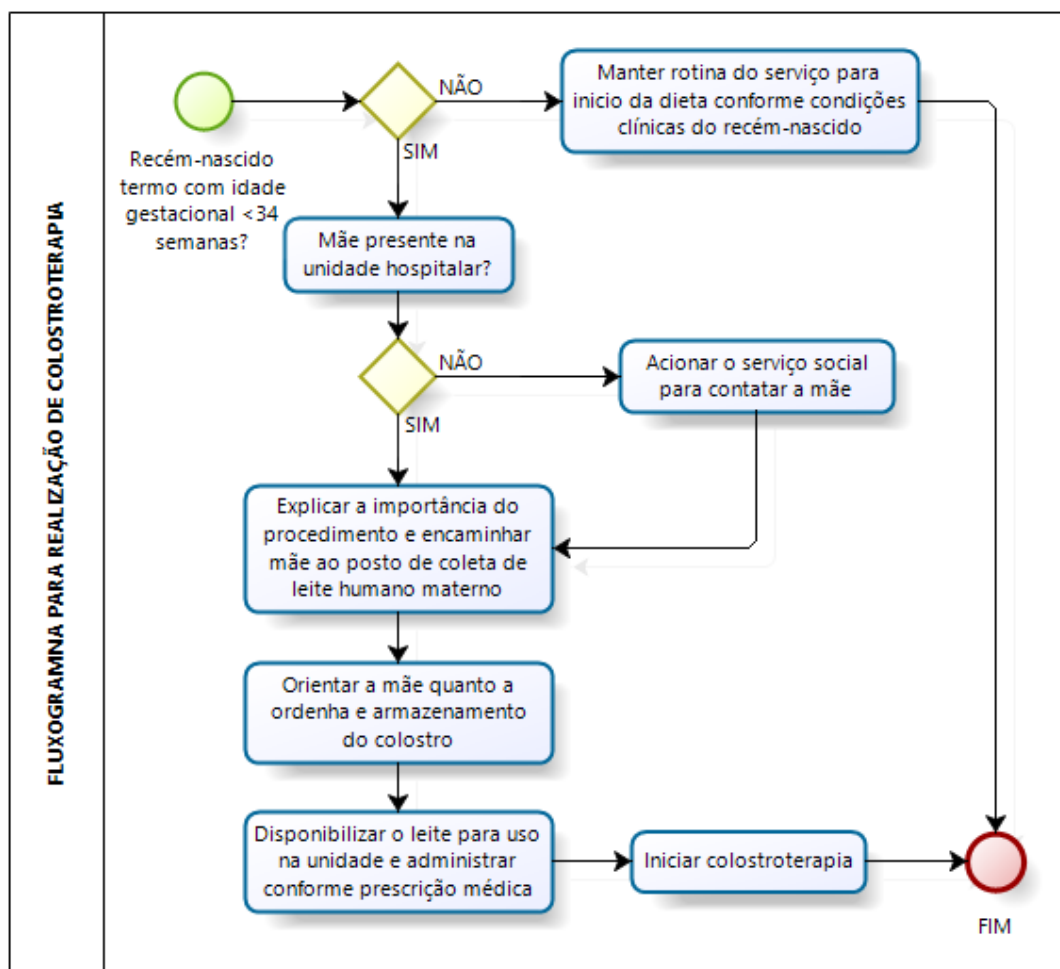 FLUXOGRAMNA PARA REALIZAÇÃO DE COLOSTROTERAPIA
Recém-nascido
termo com idade
gestacional <34
semanas?
NÃO
Manter rotina do serviço para
inicio da dieta conforme condições
clínicas do recém-nascido
SIM
Mãe presente na
unidade hospitalar?
NÃO
Acionar o serviço social
para contatar a mãe
SIM
Explicar a importância do
procedimento e encaminhar
mãe ao posto de coleta de
leite humano materno
Orientar a mãe quanto a
ordenha e armazenamento
do colostro
Disponibilizar o leite para uso
na unidade e administrar
conforme prescrição médica
Iniciar colostroterapia
FIM